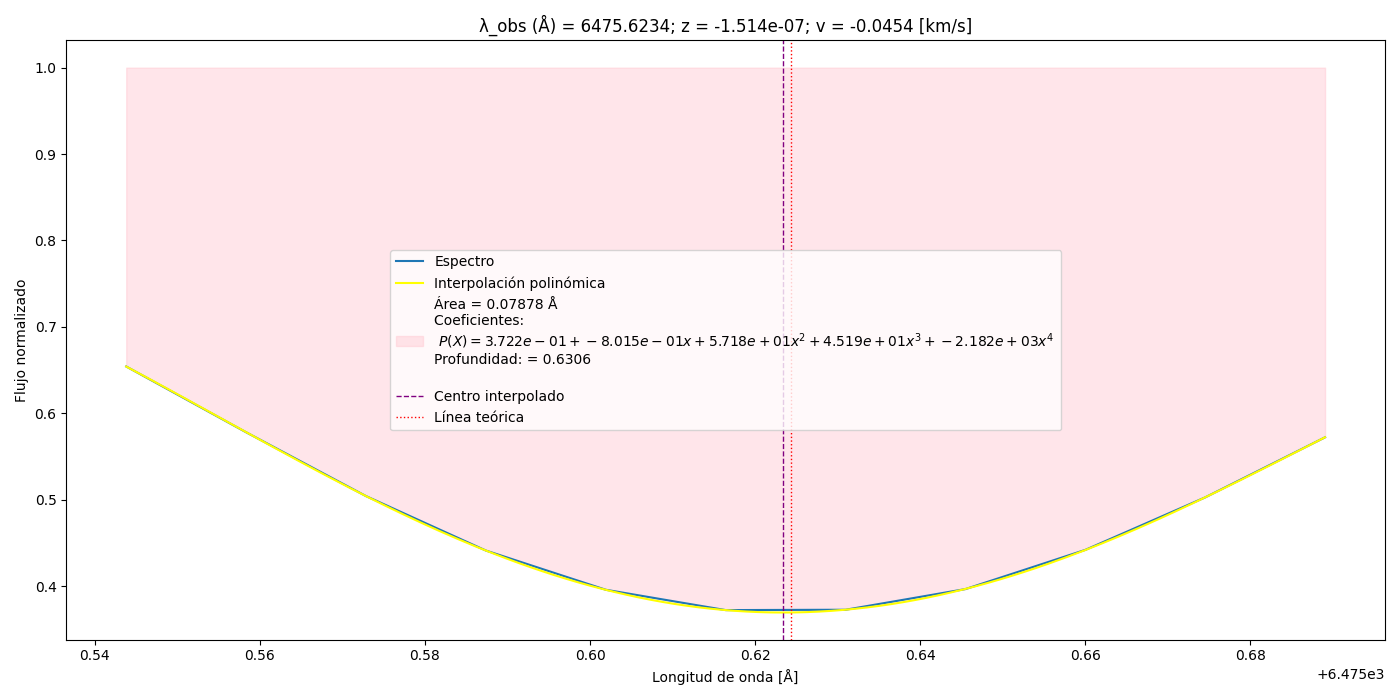 λ_obs (Å) = 6475.6234; z = -1.514e-07; v = -0.0454 [km/s]
1.0
0.9
0.8
0.7
0.6
0.5
0.4
Flujo normalizado
Espectro
Interpolación polinómica
Área = 0.07878 Å
Coeficientes:
P(X) = 3.722e − 01 + − 8.015e − 01x + 5.718e + 01x² + 4.519e + 01x³ + − 2.182e + 03x⁴
Profundidad: = 0.6306
Centro interpolado
Línea teórica
0.54 0.56 0.58 0.60 0.62 0.64 0.66 0.68
+6.475e3
Longitud de onda [Å]